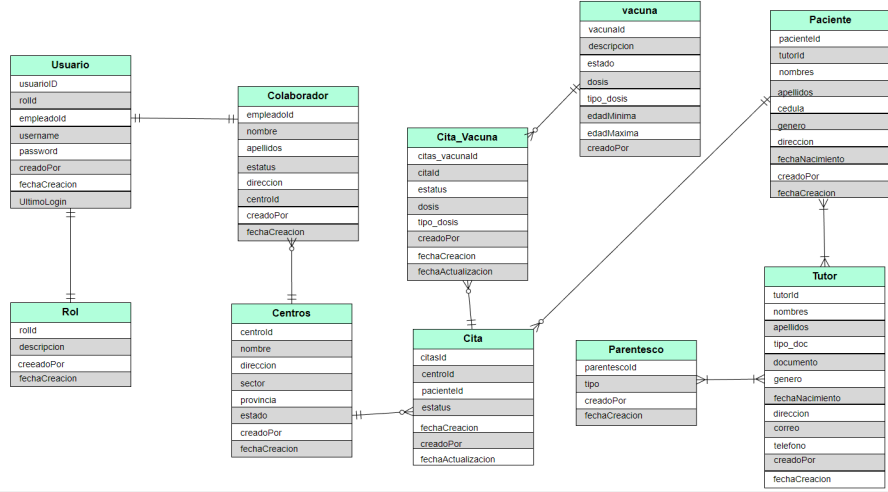 Usuario
usuarioID
rolId
empleadoId
username
password
creadoPor
fechaCreacion
UltimoLogin
Colaborador
empleadoId
nombre
apellidos
estatus
direccion
centroId
creadoPor
fechaCreacion
Cita_Vacuna
citas_vacunaId
citaId
estatus
dosis
tipo_dosis
creadoPor
fechaCreacion
fechaActualizacion
vacuna
vacunaId
descripcion
estado
dosis
tipo_dosis
edadMinima
edadMaxima
creadoPor
Paciente
pacienteId
tutorId
nombres
apellidos
cedula
genero
direccion
fechaNacimiento
creadoPor
fechaCreacion
Rol
rolId
descripcion
creeadoPor
fechaCreacion
Centros
centroId
nombre
direccion
sector
provincia
estado
creadoPor
fechaCreacion
Cita
citasId
centroId
pacienteId
estatus
fechaCreacion
creadoPor
fechaActualizacion
Parentesco
parentescoId
tipo
creadoPor
fechaCreacion
Tutor
tutorId
nombres
apellidos
tipo_doc
documento
genero
fechaNacimiento
direccion
correo
telefono
creadoPor
fechaCreacion